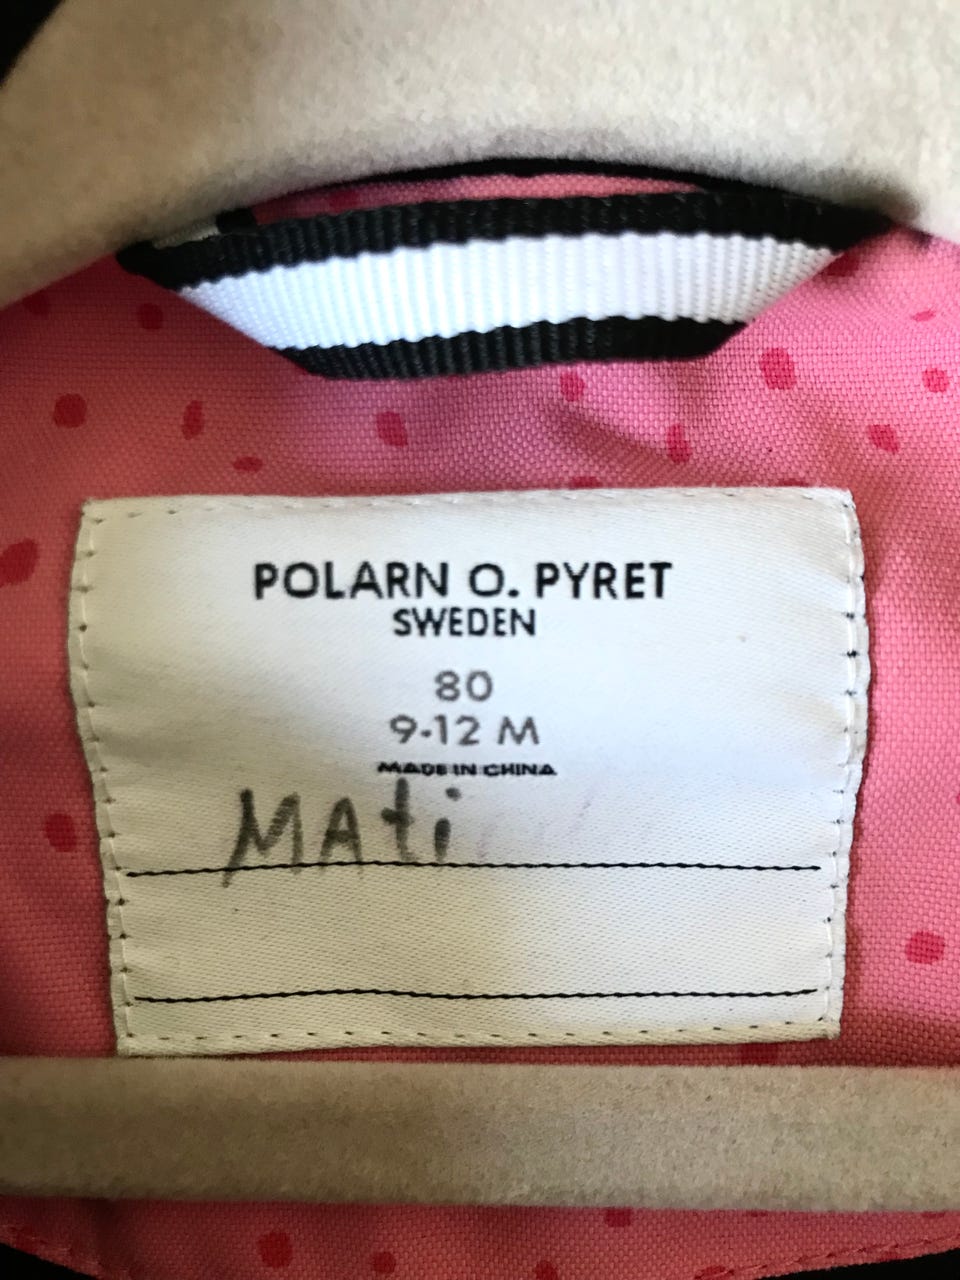 POLARN O. PYRET
SWEDEN
80
9-12 M
MADE IN CHINA
MAti